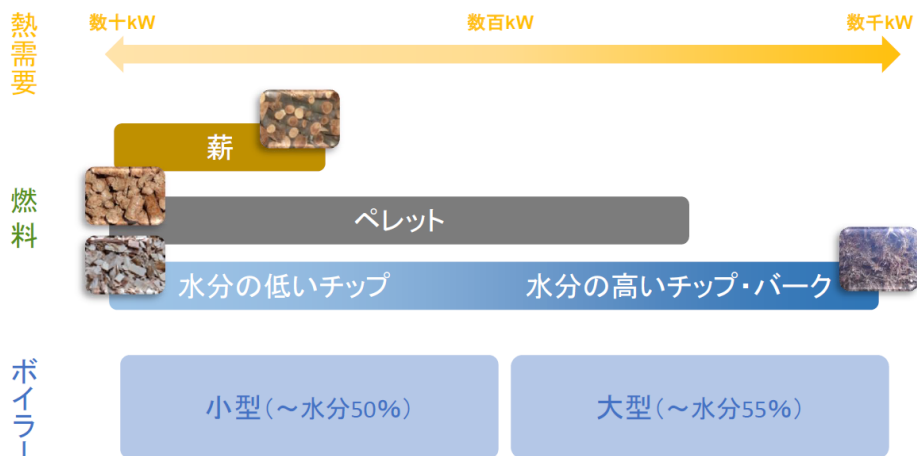 熱需要
数十kW
数百kW
数千kW
燃料
薪
ペレット
水分の低いチップ
水分の高いチップ・バーク
ボイラー
小型(～水分50%)
大型(～水分55%)